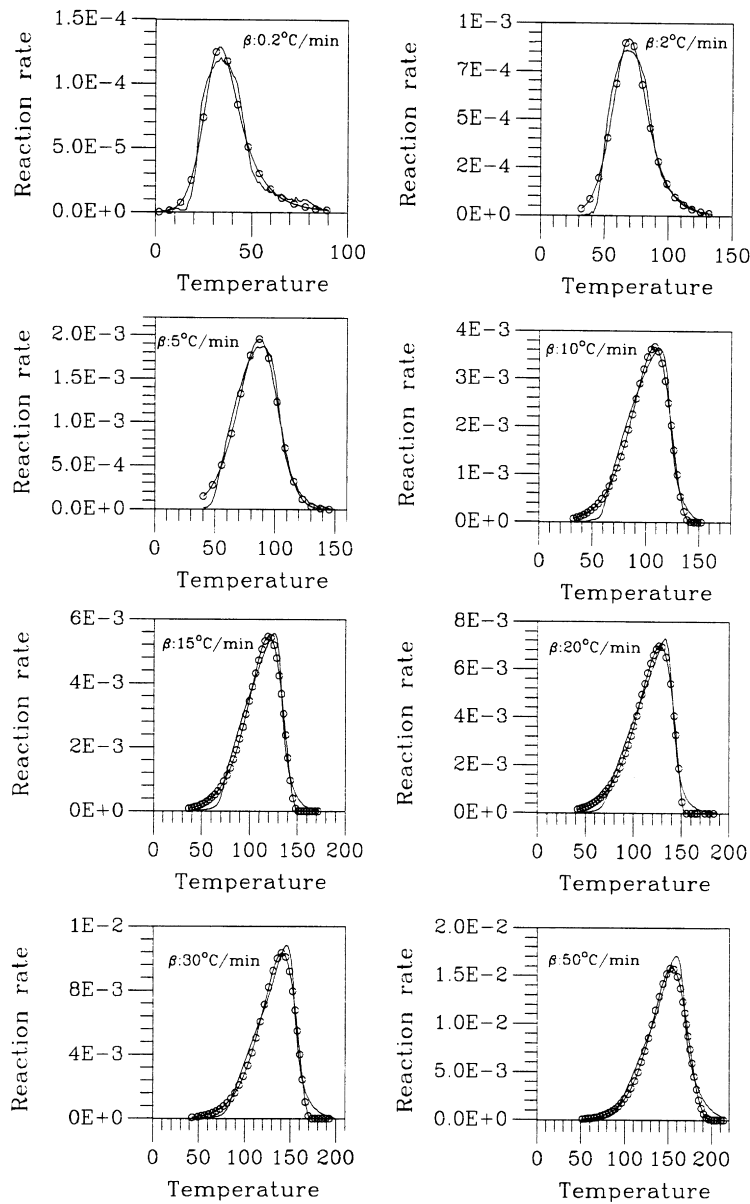 Reaction rate
1.5E-4
1.0E-4
5.0E-5
0.0E+0
β:0.2°C/min
0 50 100
Temperature
Reaction rate
1E-3
7E-4
4E-4
2E-4
0E+0
β:2°C/min
0 50 100 150
Temperature
Reaction rate
2.0E-3
1.5E-3
1.0E-3
5.0E-4
0.0E+0
β:5°C/min
0 50 100 150
Temperature
Reaction rate
4E-3
3E-3
1E-3
0E+0
β:10°C/min
0 50 100 150
Temperature
Reaction rate
6E-3
4E-3
2E-3
0E+0
β:15°C/min
0 50 100 150 200
Temperature
Reaction rate
8E-3
6E-3
4E-3
2E-3
0E+0
β:20°C/min
0 50 100 150 200
Temperature
Reaction rate
1E-2
8E-3
4E-3
0E+0
β:30°C/min
0 50 100 150 200
Temperature
Reaction rate
2.0E-2
1.5E-2
1.0E-2
5.0E-3
0.0E+0
β:50°C/min
0 50 100 150 200
Temperature